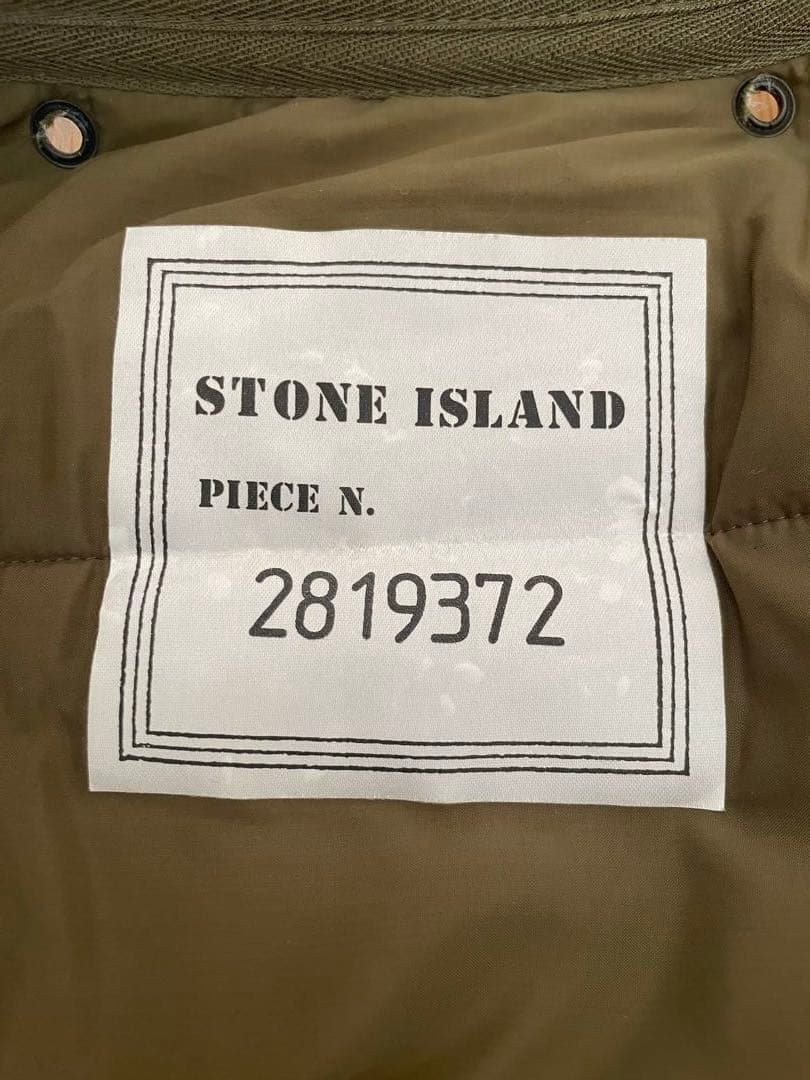 STONE ISLAND
PIECE N.
2819372